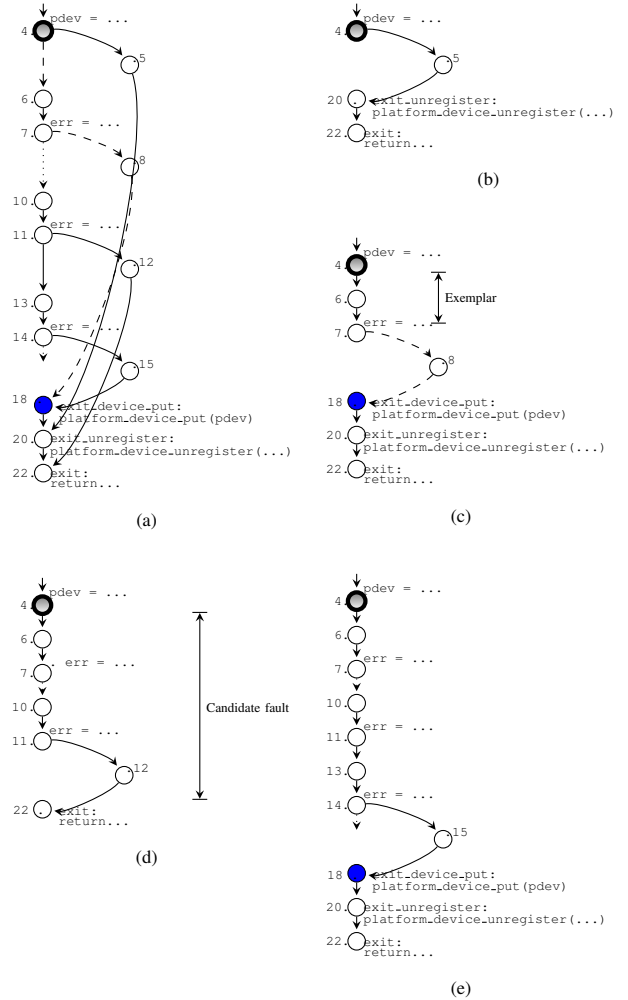 pdev = ...
4.
.5
6.
err = ...
7.
.8
10.
err = ...
11.
.12
13.
err = ...
14.
.15
18 .
exit_device_put:
platform_device_put(pdev)
20.
exit_unregister:
platform_device_unregister(...)
22.
exit:
return...
(a)
pdev = ...
4.
.5
20 .
exit_unregister:
platform_device_unregister(...)
22.
exit:
return...
(b)
pdev = ...
4.
Exemplar
6.
err = ...
7.
.8
18 .
exit_device_put:
platform_device_put(pdev)
20.
exit_unregister:
platform_device_unregister(...)
22.
exit:
return...
(c)
pdev = ...
4.
6.
. err = ...
7.
10.
Candidate fault
err = ...
11.
.12
22 .
exit:
return...
(d)
pdev = ...
4.
6.
err = ...
7.
10.
err = ...
11.
13.
err = ...
14.
.15
18 .
exit_device_put:
platform_device_put(pdev)
20.
exit_unregister:
platform_device_unregister(...)
22.
exit:
return...
(e)